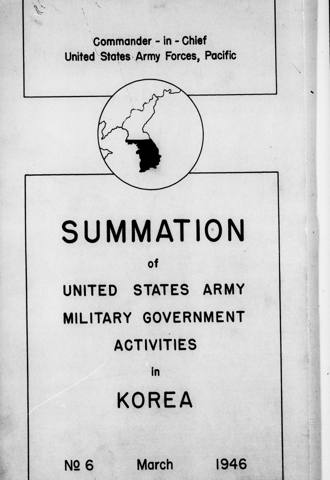 Commander - in - Chief
United States Army Forces, Pacific
SUMMATION
of
UNITED STATES ARMY
MILITARY GOVERNMENT
ACTIVITIES
in
KOREA
No 6 March 1946